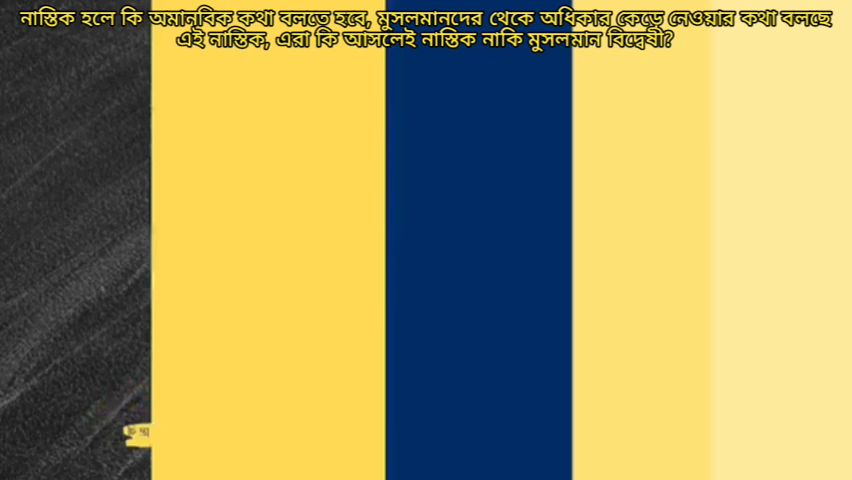 নাস্তিক হলে কি অমানবিক কথা বলতে হবে, মুসলমানদের থেকে অধিকার কেড়ে নেওয়ার কথা বলছে
এই নাস্তিক, এরা কি আসলেই নাস্তিক নাকি মুসলমান বিদ্বেষী?